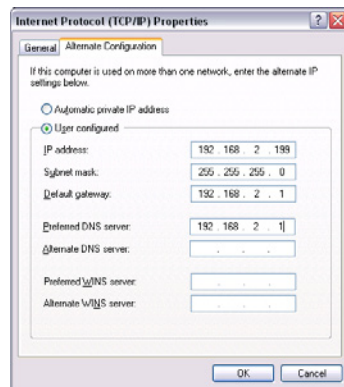 Internet Protocol (TCP/IP) Properties
General
Alternate Configuration
If this computer is used on more than one network, enter the alternate IP
settings below.
Automatic private IP address
User configured
IP address:
192 . 168 . 2 . 199
Subnet mask:
255 . 255 . 255 . 0
Default gateway:
192 . 168 . 2 . 1
Preferred DNS server:
192 . 168 . 2 . 1
Alternate DNS server:
. . .
Preferred WINS server:
. . .
Alternate WINS server:
. . .
OK
Cancel